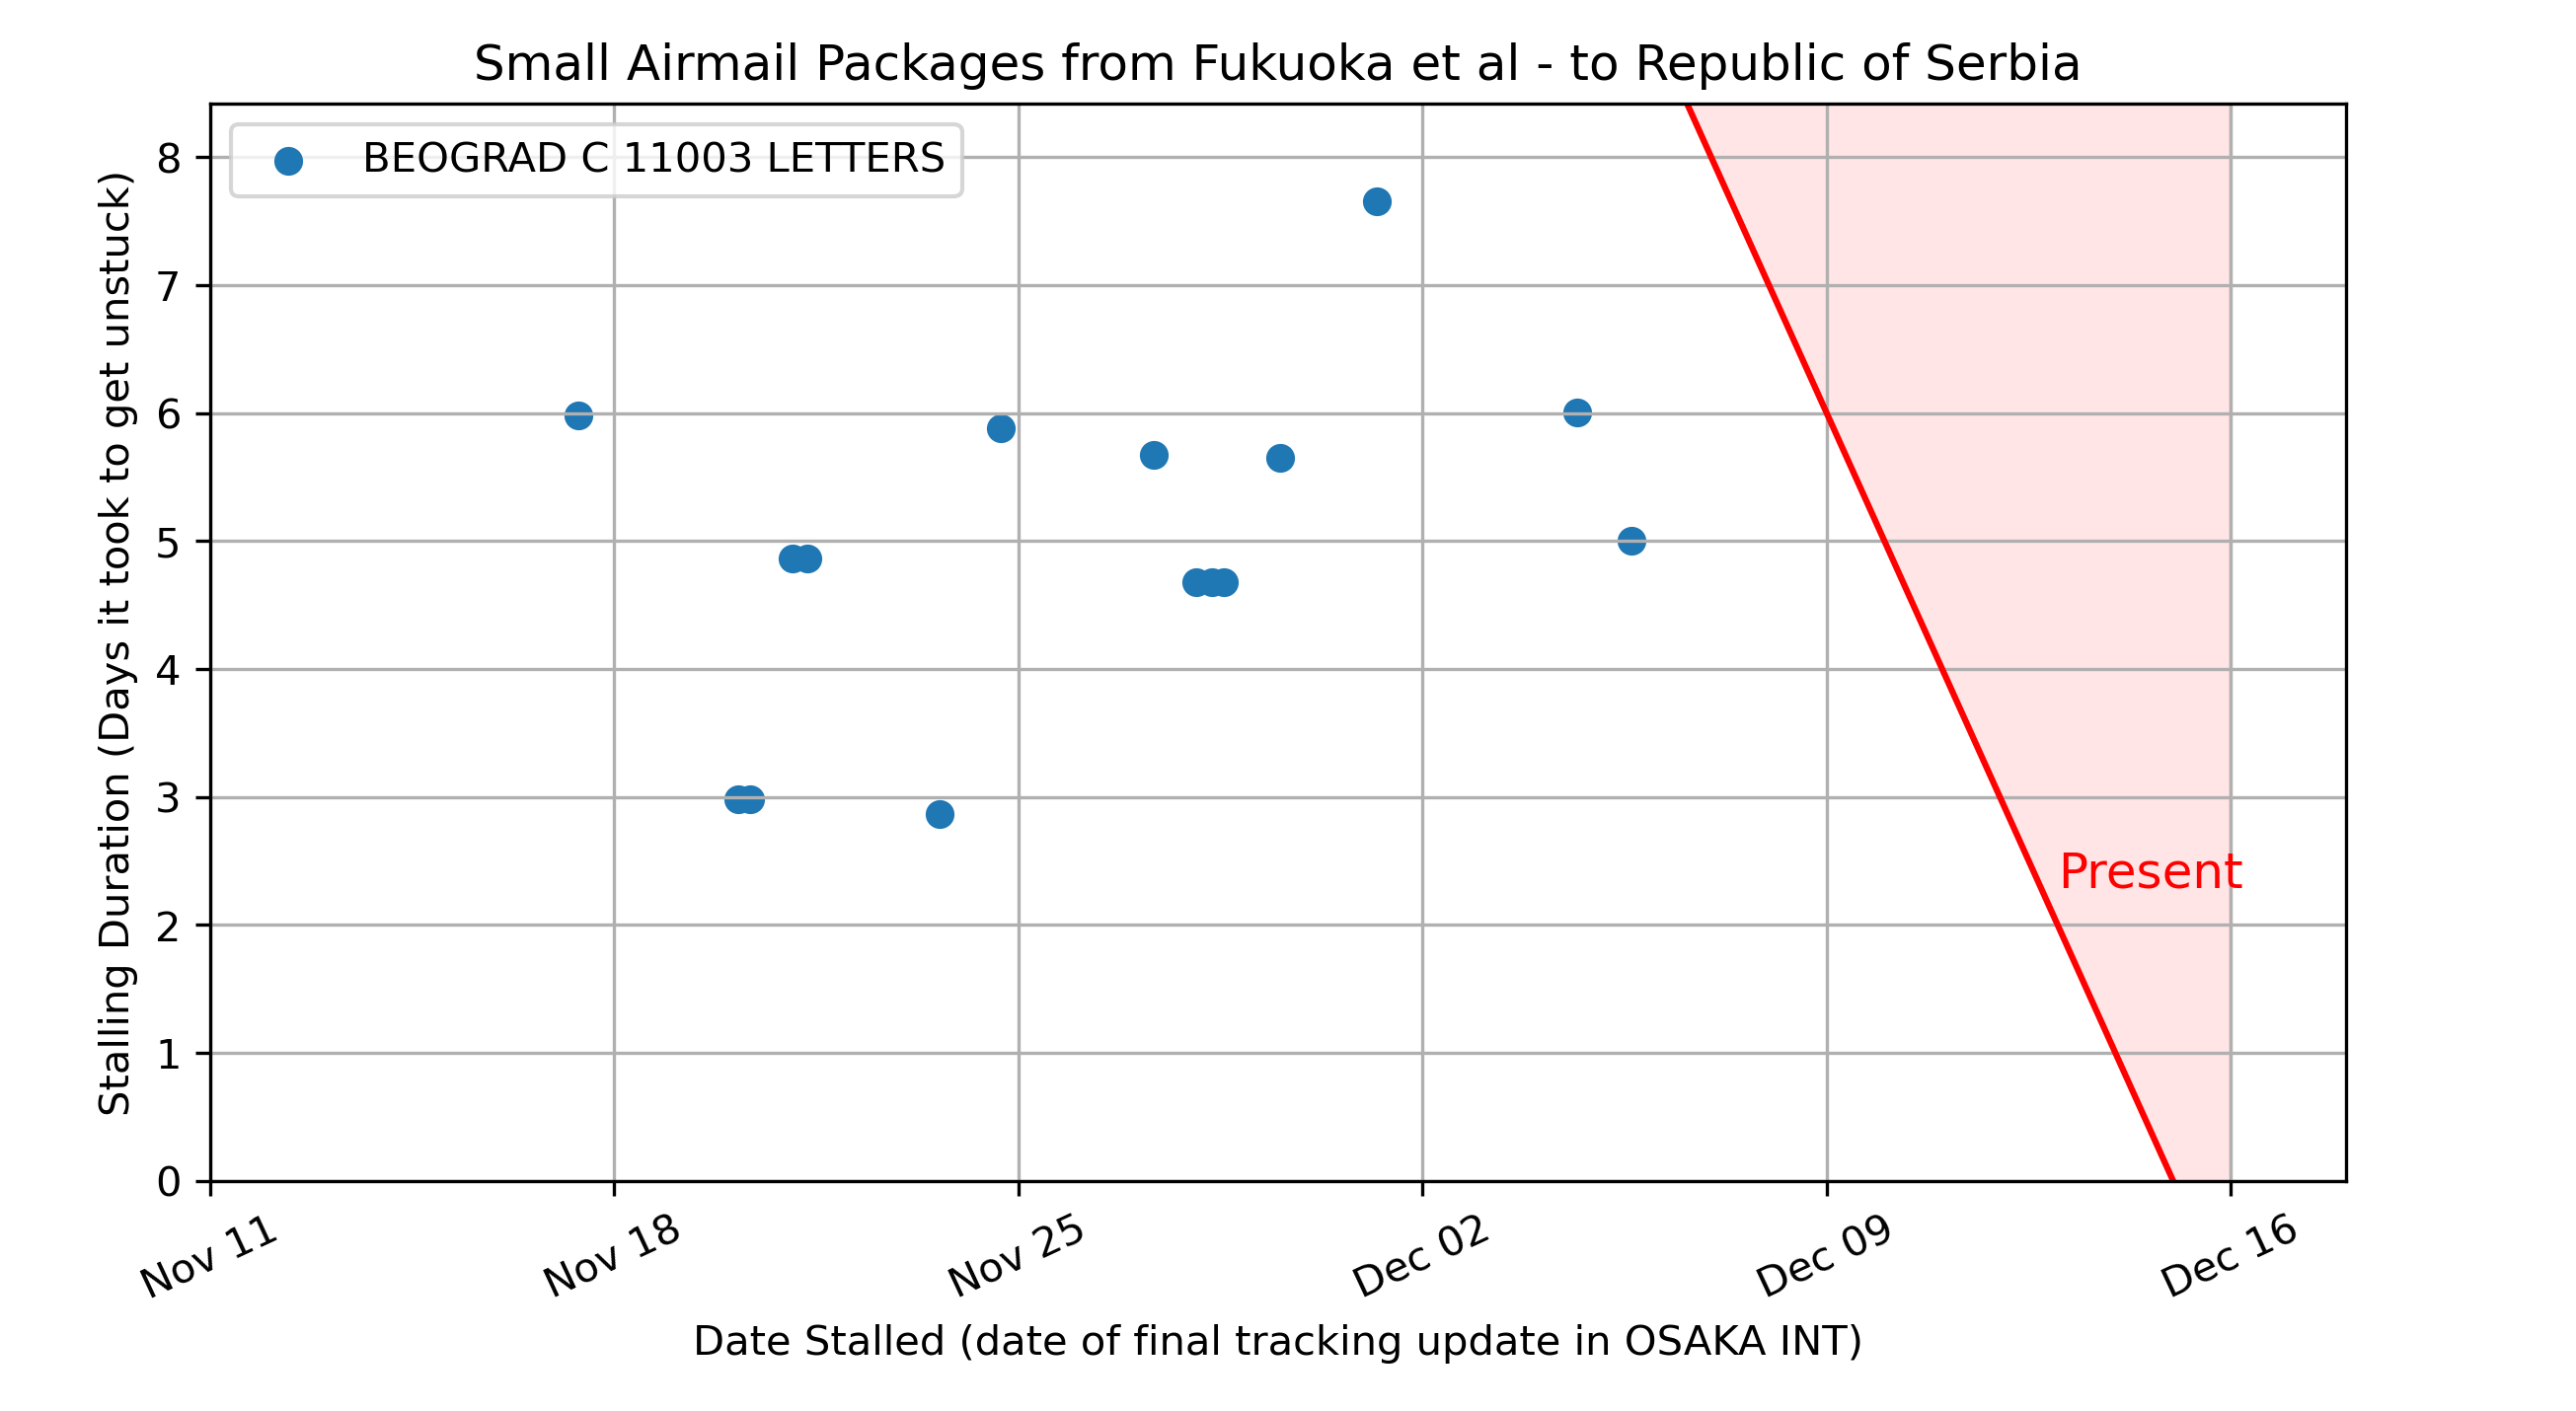 Small Airmail Packages from Fukuoka et al - to Republic of Serbia
BEOGRAD C 11003 LETTERS
Stalling Duration (Days it took to get unstuck)
8
7
6
5
4
3
2
1
0
Present
Nov 11
Nov 18
Nov 25
Dec 02
Dec 09
Dec 16
Date Stalled (date of final tracking update in OSAKA INT)